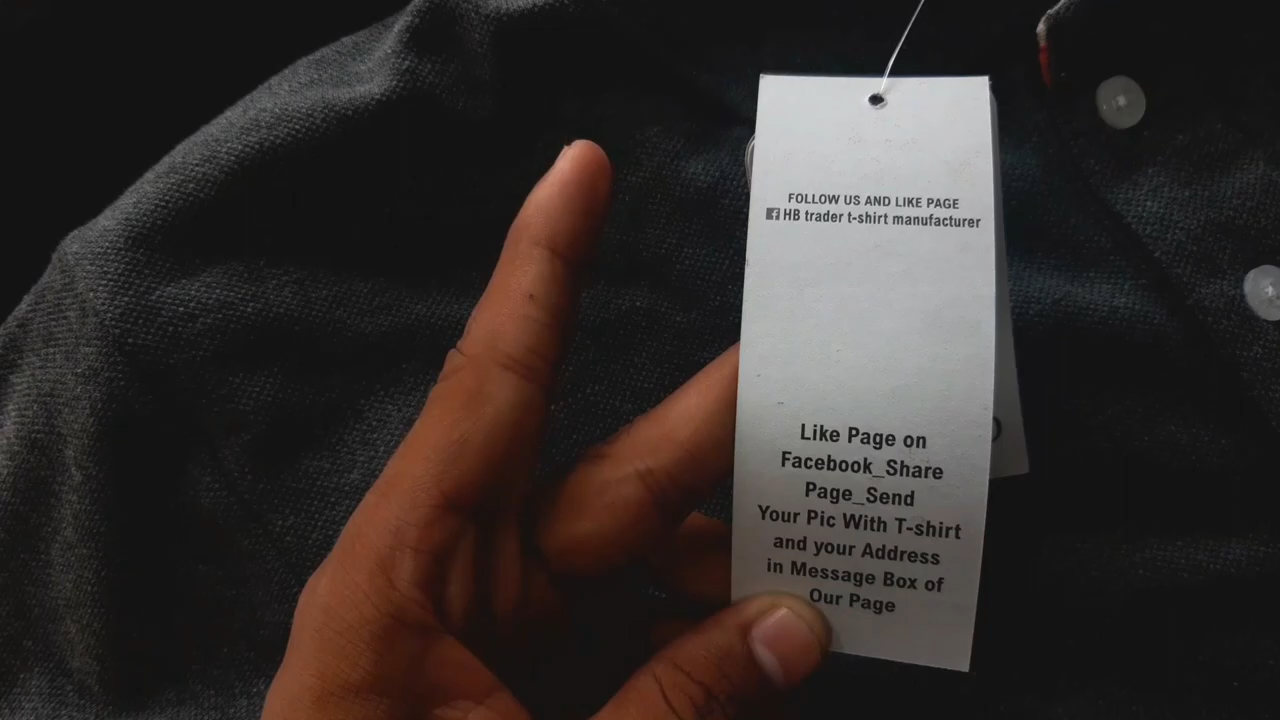 FOLLOW US AND LIKE PAGE
HB trader t-shirt manufacturer
Like Page on
Facebook_Share
Page_Send
Your Pic With T-shirt
and your Address
in Message Box of
Our Page